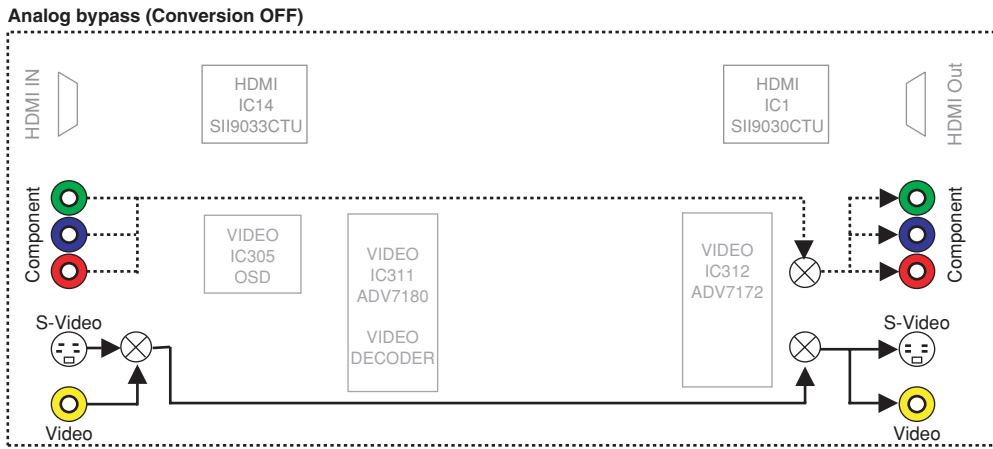 Analog bypass (Conversion OFF)
HDMI IN
HDMI
IC14
SII9033CTU
HDMI
IC1
SII9030CTU
HDMI Out
Component
VIDEO
IC305
OSD
VIDEO
IC311
ADV7180
VIDEO
DECODER
VIDEO
IC312
ADV7172
Component
S-Video
Video
S-Video
Video